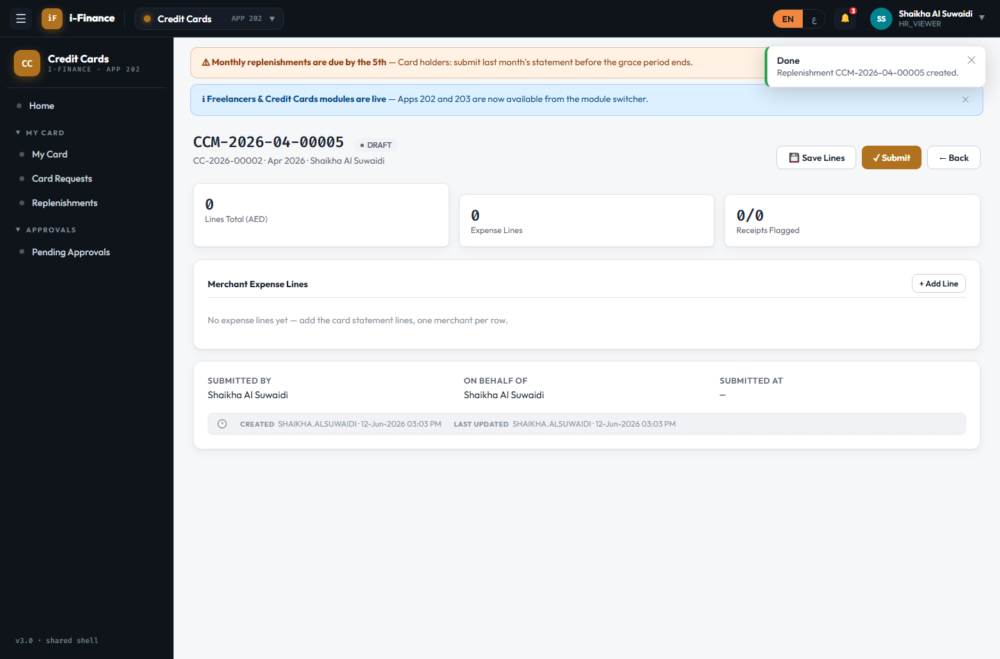 ☰ iF i-Finance Credit Cards APP 202 ▼ EN ع 3 SS Shaikha Al Suwaidi ▼
HR_VIEWER
CC Credit Cards
I-FINANCE · APP 202
Home
▼ MY CARD
My Card
Card Requests
Replenishments
▼ APPROVALS
Pending Approvals
v3.0 · shared shell
⚠ Monthly replenishments are due by the 5th — Card holders: submit last month's statement before the grace period ends.
Done
Replenishment CCM-2026-04-00005 created.
ℹ Freelancers & Credit Cards modules are live — Apps 202 and 203 are now available from the module switcher.
CCM-2026-04-00005 • DRAFT
CC-2026-00002 · Apr 2026 · Shaikha Al Suwaidi
💾 Save Lines ✓ Submit ← Back
0
Lines Total (AED)
0
Expense Lines
0/0
Receipts Flagged
Merchant Expense Lines + Add Line
No expense lines yet — add the card statement lines, one merchant per row.
SUBMITTED BY
Shaikha Al Suwaidi
ON BEHALF OF
Shaikha Al Suwaidi
SUBMITTED AT
—
CREATED SHAIKHA.ALSUWAIDI · 12-Jun-2026 03:03 PM LAST UPDATED SHAIKHA.ALSUWAIDI · 12-Jun-2026 03:03 PM